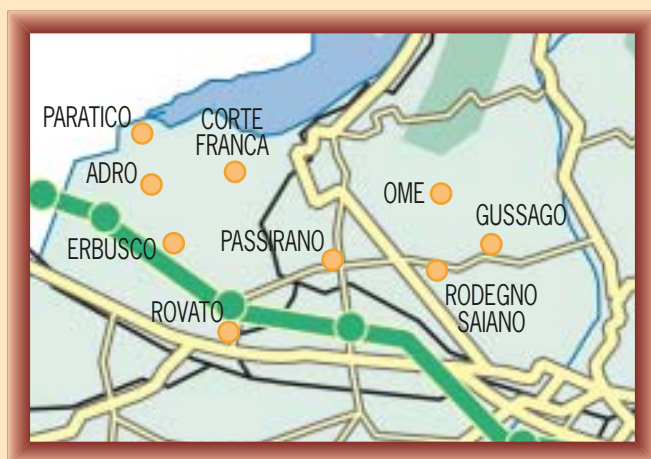 PARATICO
CORTE
FRANCA
ADRO
OME
GUSSAGO
ERBUSCO
PASSIRANO
RODEGNO
SAIANO
ROVATO